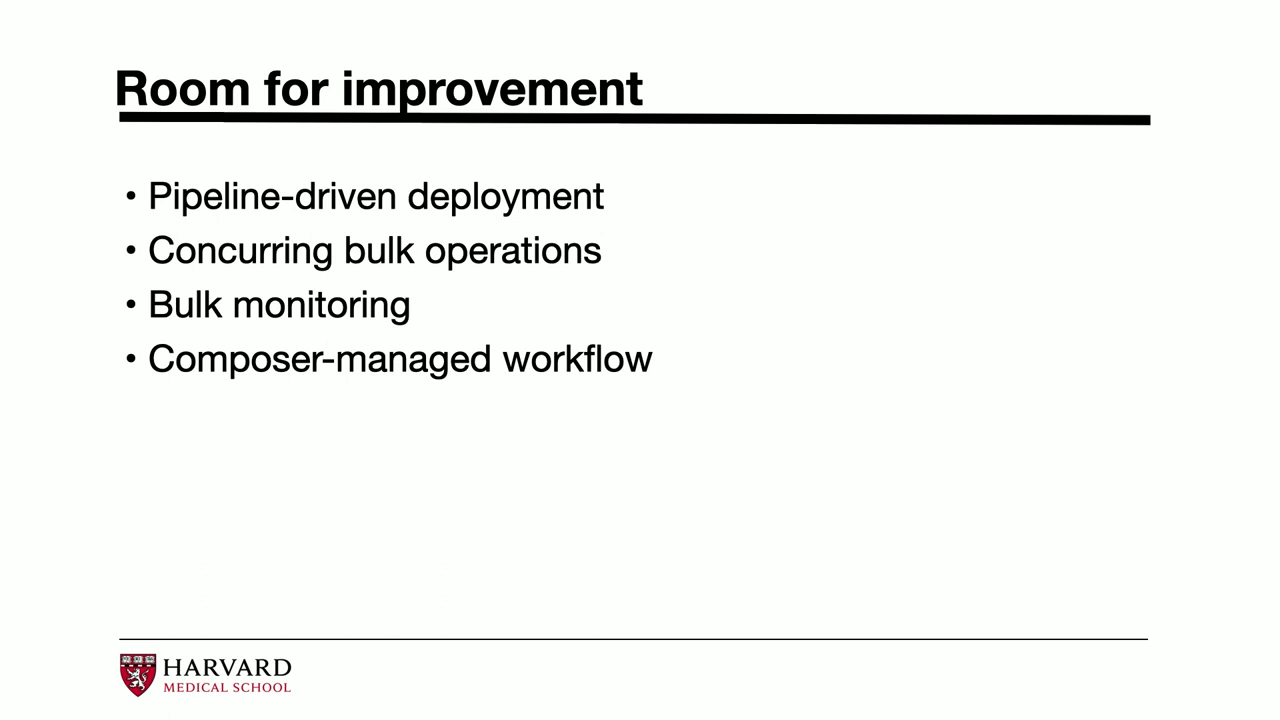 Room for improvement
• Pipeline-driven deployment
• Concurring bulk operations
• Bulk monitoring
• Composer-managed workflow
HARVARD
MEDICAL SCHOOL